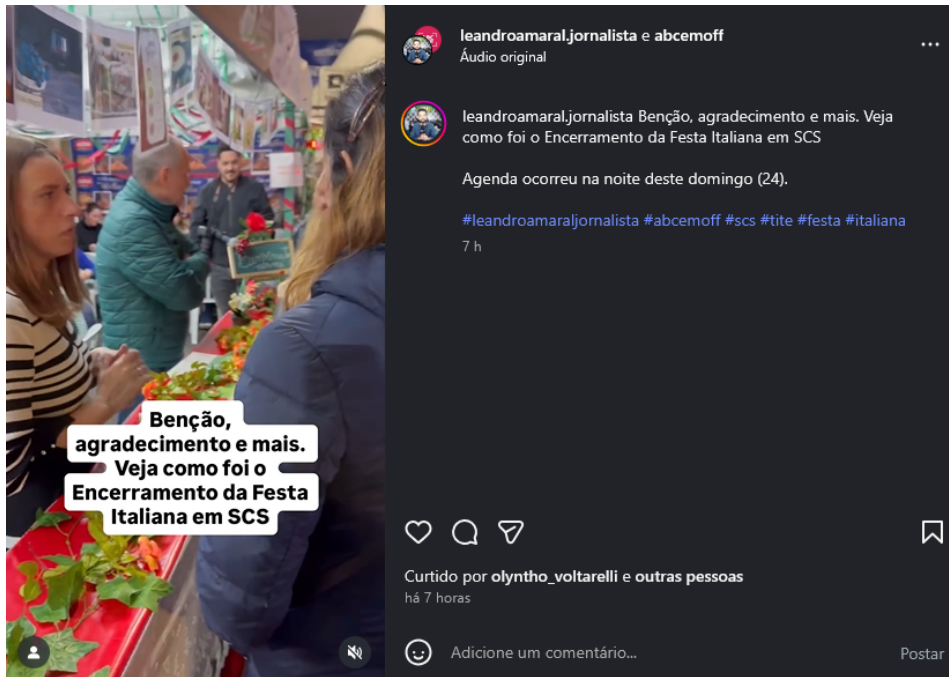 leandroamaral.jornalista e abcemoff
Áudio original
leandroamaral.jornalista Benção, agradecimento e mais. Veja
como foi o Encerramento da Festa Italiana em SCS
Agenda ocorreu na noite deste domingo (24).
#leandroamaraljornalista #abcemoff #scs #tite #festa #italiana
7 h
Benção,
agradecimento e mais.
Veja como foi o
Encerramento da Festa
Italiana em SCS
Curtido por olyntho_voltarelli e outras pessoas
há 7 horas
Adicione um comentário...
Postar